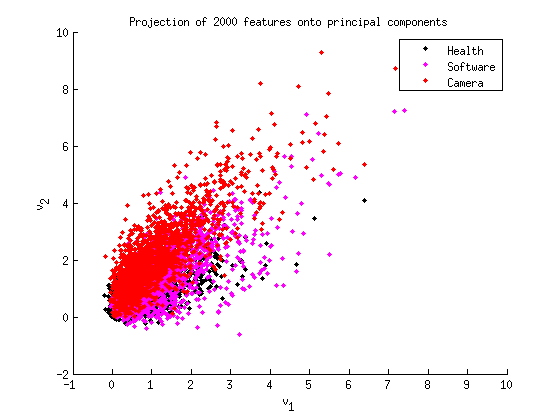 Projection of 2000 features onto principal components
10
8
6
4
2
0
-2
v2
Health
Software
Camera
-1 0 1 2 3 4 5 6 7 8 9 10
v1